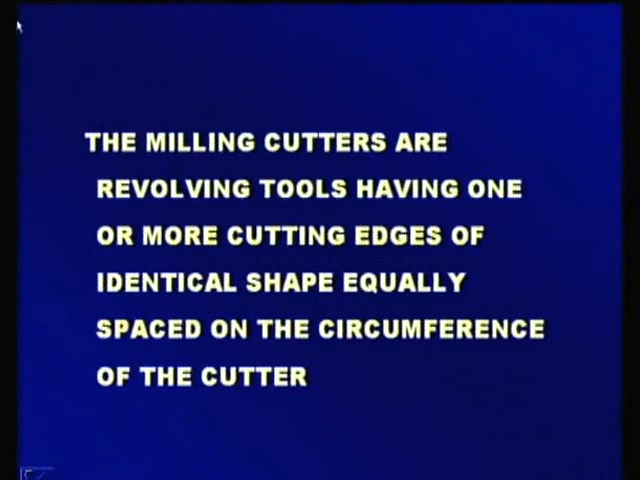 THE MILLING CUTTERS ARE
REVOLVING TOOLS HAVING ONE
OR MORE CUTTING EDGES OF
IDENTICAL SHAPE EQUALLY
SPACED ON THE CIRCUMFERENCE
OF THE CUTTER